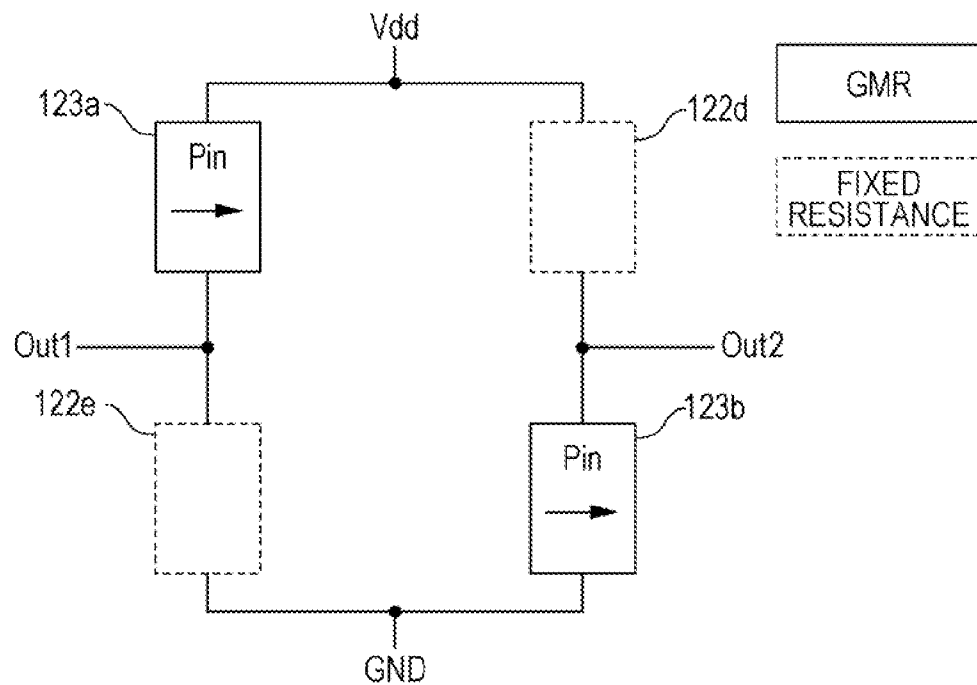 Vdd
123a
Pin
122d
GMR
FIXED
RESISTANCE
Out1
Out2
122e
123b
Pin
GND